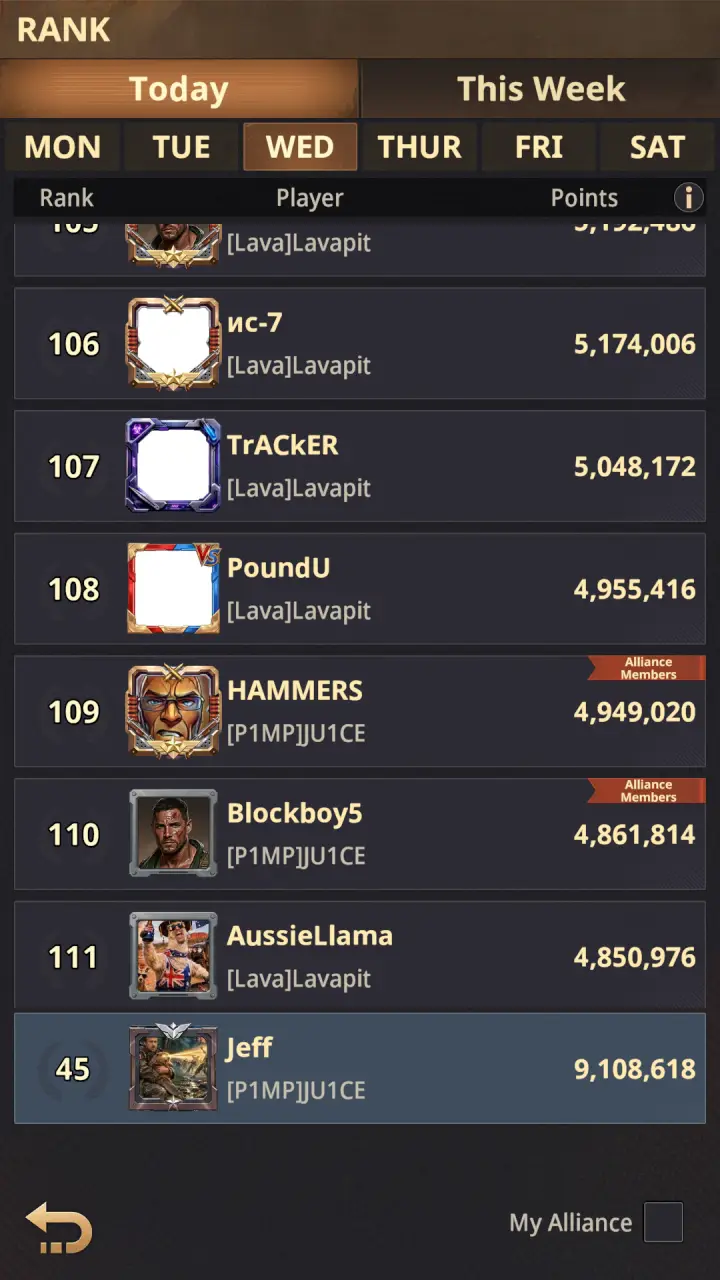 RANK
Today
This Week
MON
TUE
WED
THUR
FRI
SAT
Rank
Player
Points
[Lava]Lavapit
106
ис-7
5,174,006
[Lava]Lavapit
107
TrACkER
5,048,172
[Lava]Lavapit
108
VS
PoundU
4,955,416
[Lava]Lavapit
Alliance
Members
109
HAMMERS
4,949,020
[P1MP]JU1CE
Alliance
Members
110
Blockboy5
4,861,814
[P1MP]JU1CE
111
AussieLlama
4,850,976
[Lava]Lavapit
45
Jeff
9,108,618
[P1MP]JU1CE
My Alliance